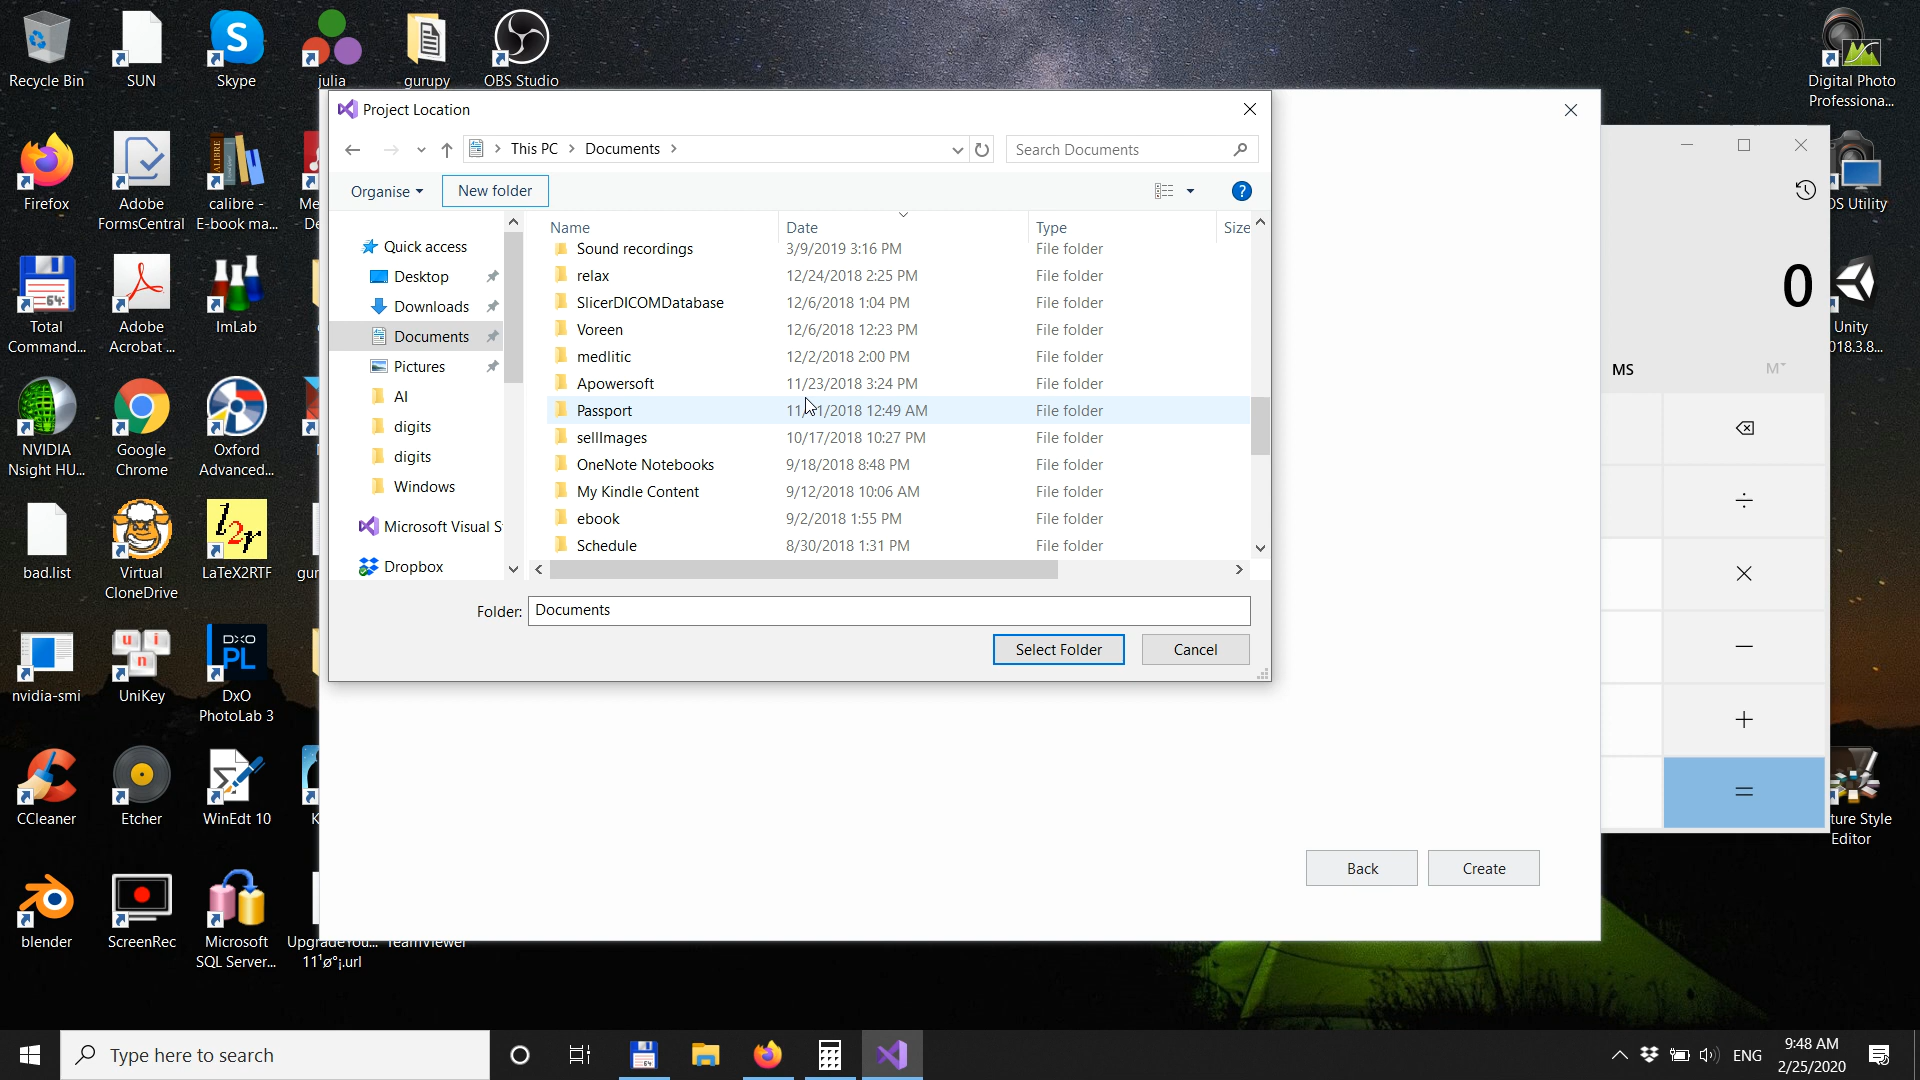 Recycle Bin
SUN
Skype
julia
gurupy
OBS Studio
Digital Photo
Professiona...
Firefox
Adobe
FormsCentral
calibre -
E-book ma...
OS Utility
Total
Command...
Adobe
Acrobat ...
ImLab
Unity
018.3.8...
NVIDIA
Nsight HU...
Google
Chrome
Oxford
Advanced...
bad.list
Virtual
CloneDrive
l2r
LaTeX2RTF
nvidia-smi
UniKey
DxO
PL
DxO
PhotoLab 3
CCleaner
Etcher
WinEdt 10
ture Style
Editor
blender
ScreenRec
Microsoft
SQL Server...
UpgradeYou...
11¹ø°¡.url
TeamViewer
Project Location
This PC > Documents >
Search Documents
Organise
New folder
Quick access
Desktop
Downloads
Documents
Pictures
AI
digits
digits
Windows
Microsoft Visual S
Dropbox
Name Date Type Size
Sound recordings 3/9/2019 3:16 PM File folder
relax 12/24/2018 2:25 PM File folder
SlicerDICOMDatabase 12/6/2018 1:04 PM File folder
Voreen 12/6/2018 12:23 PM File folder
medlitic 12/2/2018 2:00 PM File folder
Apowersoft 11/23/2018 3:24 PM File folder
Passport 12:49 AM File folder
sellImages 10/17/2018 10:27 PM File folder
OneNote Notebooks 9/18/2018 8:48 PM File folder
My Kindle Content 9/12/2018 10:06 AM File folder
ebook 9/2/2018 1:55 PM File folder
Schedule 8/30/2018 1:31 PM File folder
Folder: Documents
Select Folder
Cancel
Back
Create
0
MS
M˅
÷
×
−
+
=
Type here to search
ENG
9:48 AM
2/25/2020